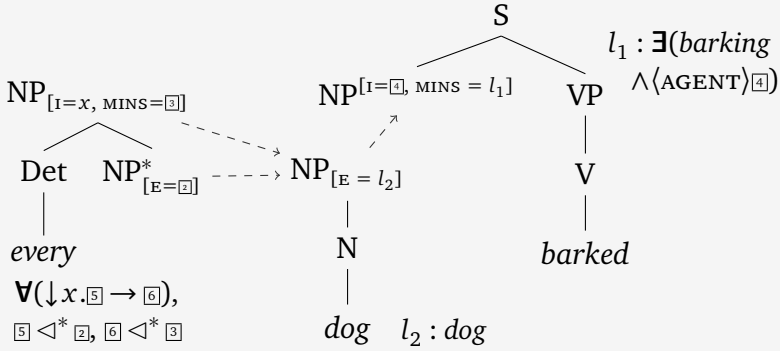 S
l₁ : ∃(barking
∧⟨AGENT⟩4)
NP[I=x, MINS=3]
NP[I=4, MINS = l₁]
VP
Det
NP*[E=2]
NP[E = l₂]
V
every
N
barked
∀(↓x.5 → 6),
5 ◁* 2, 6 ◁* 3
dog
l₂ : dog